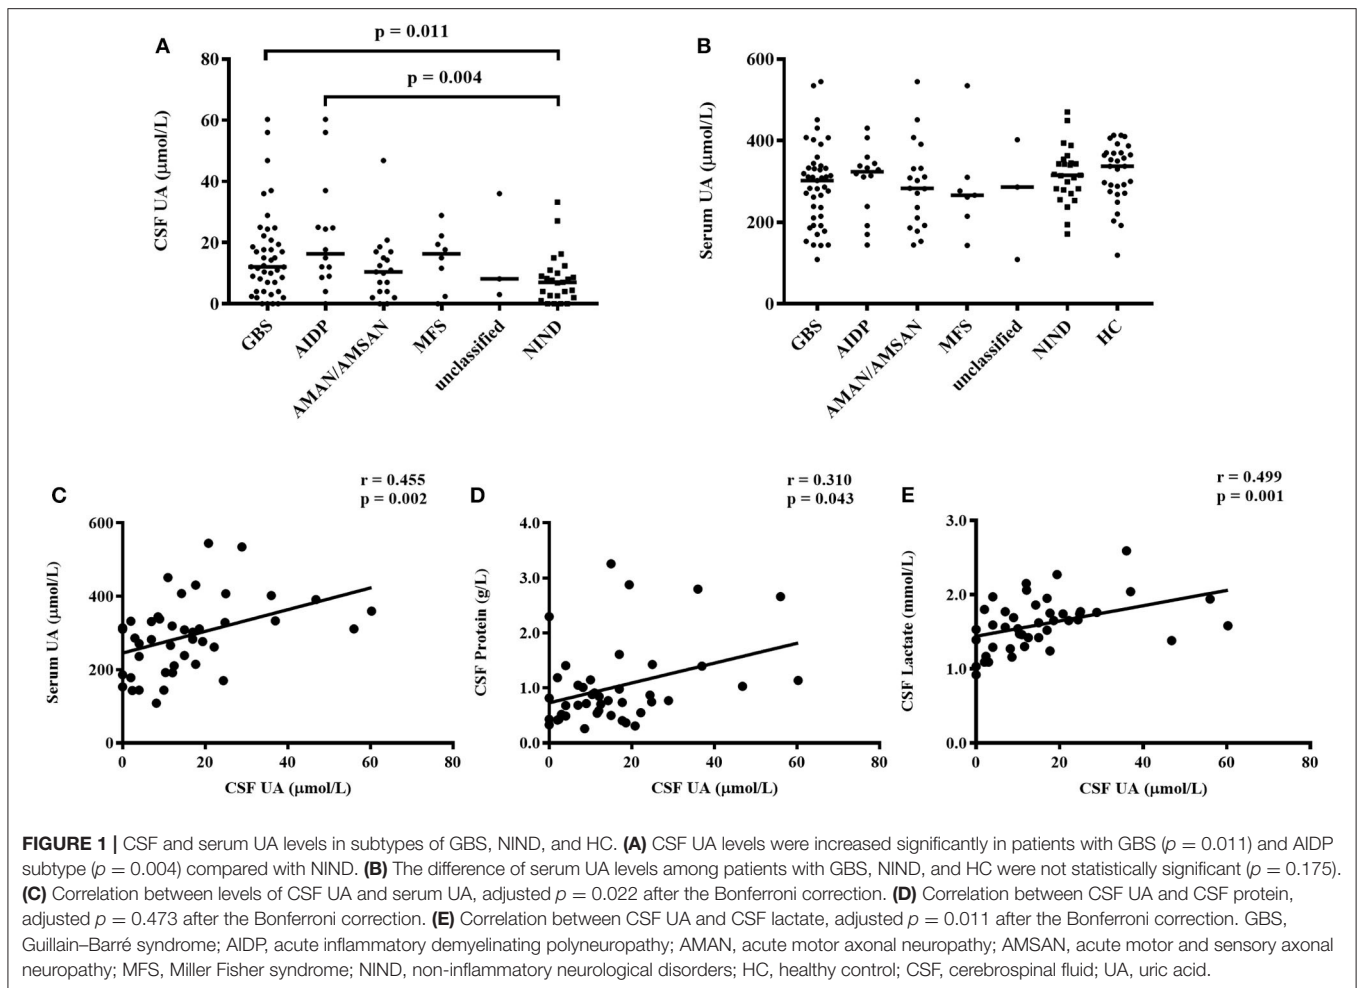 A
p = 0.011
p = 0.004
CSF UA (μmol/L)
80
60
40
20
0
GBS
AIDP
AMAN/AMSAN
MFS
unclassified
NIND
B
Serum UA (μmol/L)
600
400
200
0
GBS
AIDP
AMAN/AMSAN
MFS
unclassified
NIND
HC
C
r = 0.455
p = 0.002
Serum UA (μmol/L)
600
400
200
0
0 20 40 60 80
CSF UA (μmol/L)
D
r = 0.310
p = 0.043
CSF Protein (g/L)
4.0
3.0
2.0
1.0
0.0
0 20 40 60 80
CSF UA (μmol/L)
E
r = 0.499
p = 0.001
CSF Lactate (mmol/L)
3.0
2.0
1.0
0.0
0 20 40 60 80
CSF UA (μmol/L)
FIGURE 1 | CSF and serum UA levels in subtypes of GBS, NIND, and HC. (A) CSF UA levels were increased significantly in patients with GBS (p = 0.011) and AIDP
subtype (p = 0.004) compared with NIND. (B) The difference of serum UA levels among patients with GBS, NIND, and HC were not statistically significant (p = 0.175).
(C) Correlation between levels of CSF UA and serum UA, adjusted p = 0.022 after the Bonferroni correction. (D) Correlation between CSF UA and CSF protein,
adjusted p = 0.473 after the Bonferroni correction. (E) Correlation between CSF UA and CSF lactate, adjusted p = 0.011 after the Bonferroni correction. GBS,
Guillain–Barré syndrome; AIDP, acute inflammatory demyelinating polyneuropathy; AMAN, acute motor axonal neuropathy; AMSAN, acute motor and sensory axonal
neuropathy; MFS, Miller Fisher syndrome; NIND, non-inflammatory neurological disorders; HC, healthy control; CSF, cerebrospinal fluid; UA, uric acid.